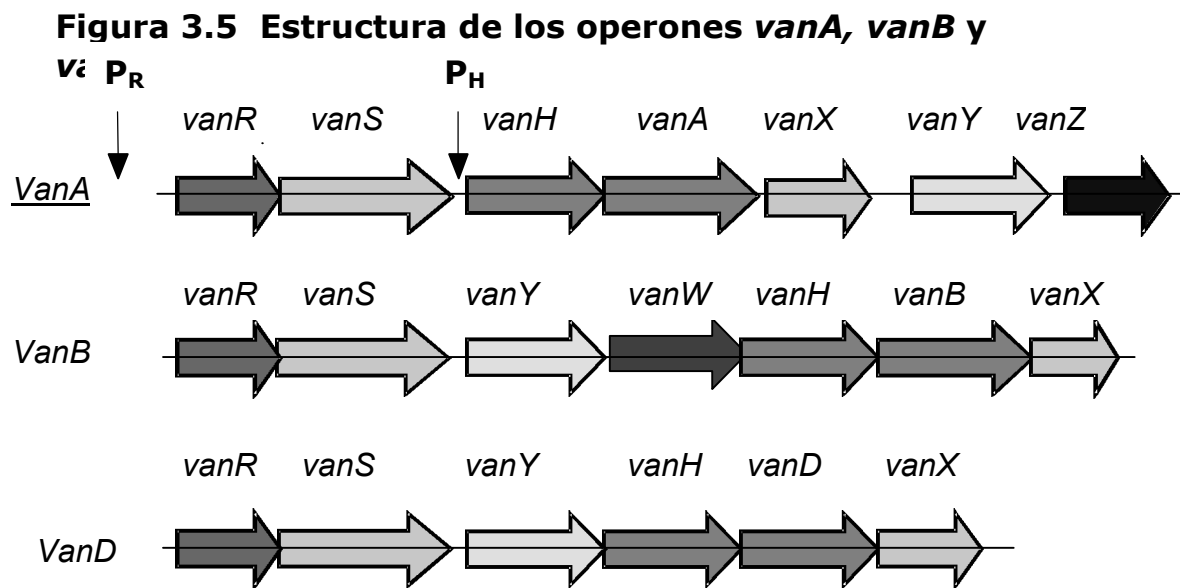 Figura 3.5 Estructura de los operones vanA, vanB y
P_R P_H
vanR vanS vanH vanA vanX vanY vanZ
VanA
vanR vanS vanY vanW vanH vanB vanX
VanB
vanR vanS vanY vanH vanD vanX
VanD